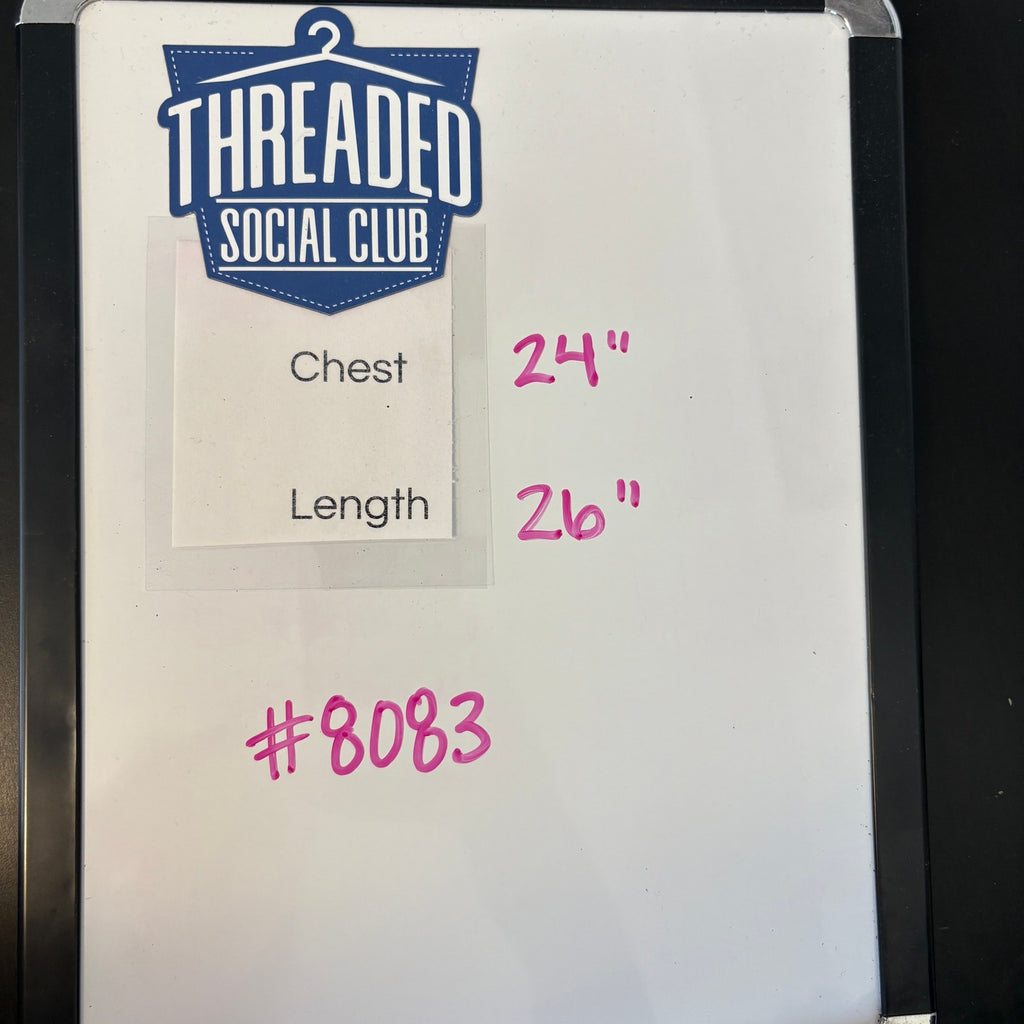 THREADED
SOCIAL CLUB
Chest 24"
Length 26"
#8083